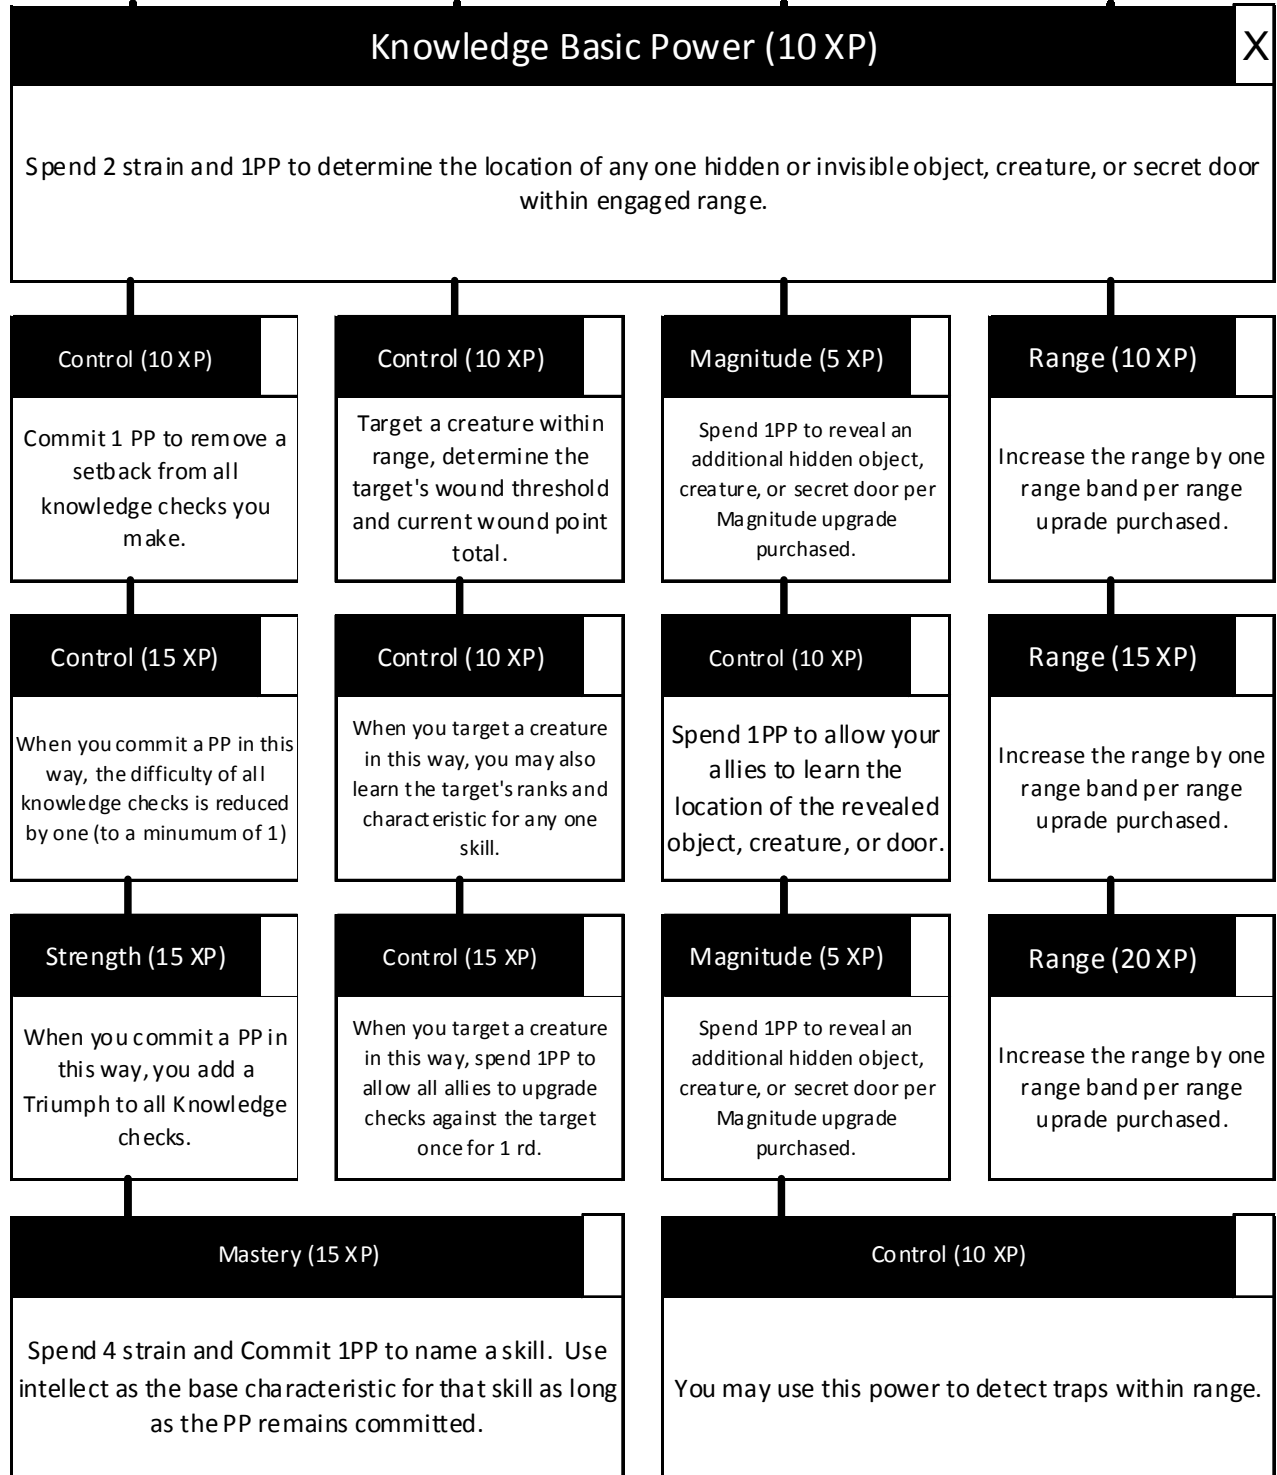 Knowledge Basic Power (10 XP)
X
Spend 2 strain and 1PP to determine the location of any one hidden or invisible object, creature, or secret door
within engaged range.
Control (10 XP)
Commit 1 PP to remove a
setback from all
knowledge checks you
make.
Control (10 XP)
Target a creature within
range, determine the
target's wound threshold
and current wound point
total.
Magnitude (5 XP)
Spend 1PP to reveal an
additional hidden object,
creature, or secret door per
Magnitude upgrade
purchased.
Range (10 XP)
Increase the range by one
range band per range
uprade purchased.
Control (15 XP)
When you commit a PP in this
way, the difficulty of all
knowledge checks is reduced
by one (to a minumum of 1)
Control (10 XP)
When you target a creature
in this way, you may also
learn the target's ranks and
characteristic for any one
skill.
Control (10 XP)
Spend 1PP to allow your
allies to learn the
location of the revealed
object, creature, or door.
Range (15 XP)
Increase the range by one
range band per range
uprade purchased.
Strength (15 XP)
When you commit a PP in
this way, you add a
Triumph to all Knowledge
checks.
Control (15 XP)
When you target a creature
in this way, spend 1PP to
allow all allies to upgrade
checks against the target
once for 1 rd.
Magnitude (5 XP)
Spend 1PP to reveal an
additional hidden object,
creature, or secret door per
Magnitude upgrade
purchased.
Range (20 XP)
Increase the range by one
range band per range
uprade purchased.
Mastery (15 XP)
Spend 4 strain and Commit 1PP to name a skill. Use
intellect as the base characteristic for that skill as long
as the PP remains committed.
Control (10 XP)
You may use this power to detect traps within range.